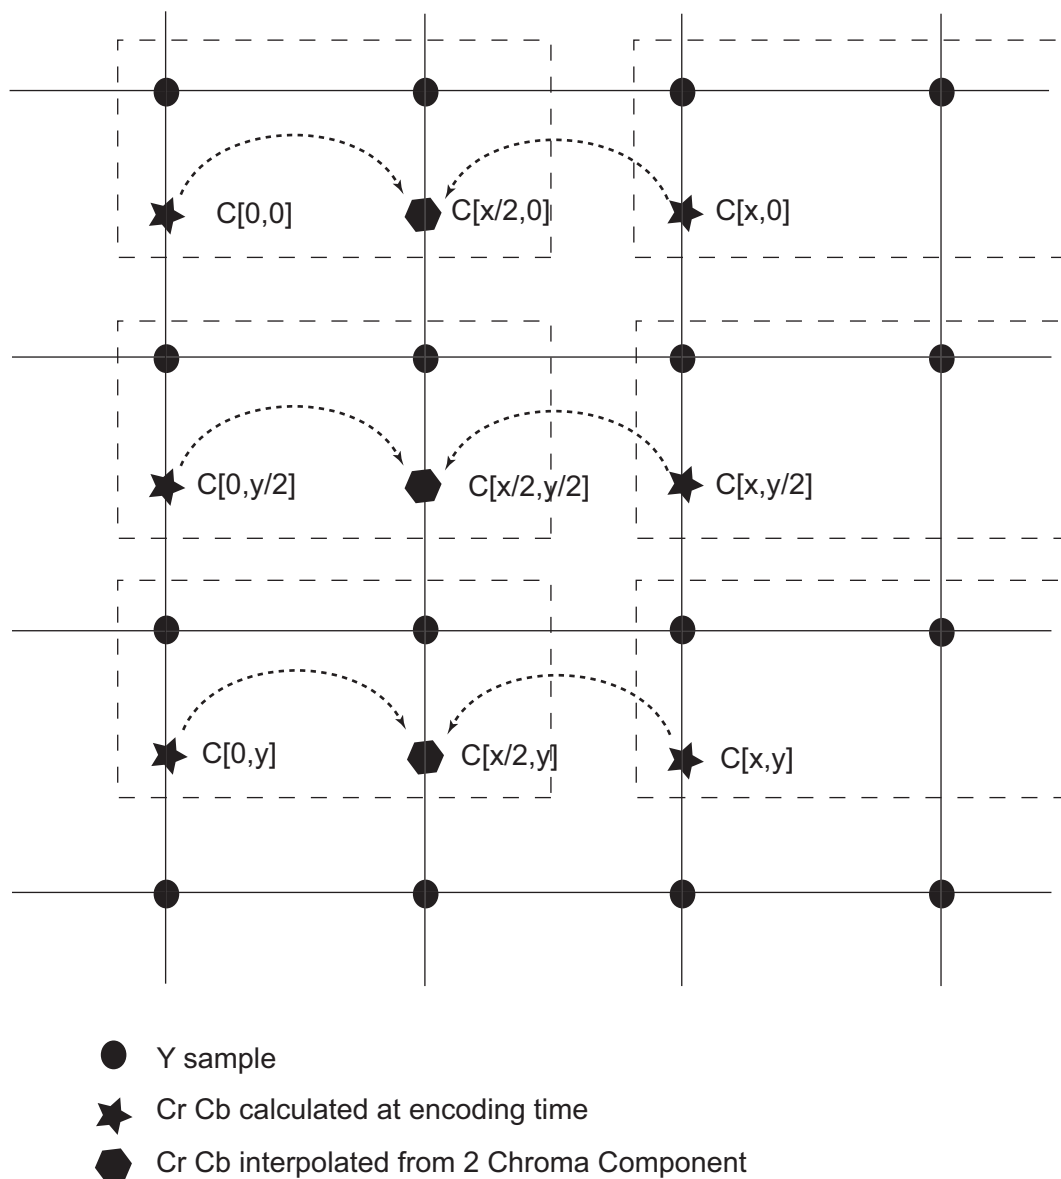 C[0,0] C[x/2,0] C[x,0]
C[0,y/2] C[x/2,y/2] C[x,y/2]
C[0,y] C[x/2,y] C[x,y]
Y sample
Cr Cb calculated at encoding time
Cr Cb interpolated from 2 Chroma Component